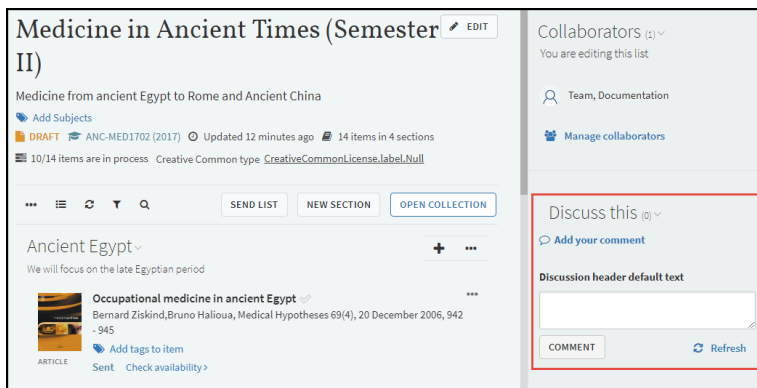 Medicine in Ancient Times (Semester
II)
EDIT
Medicine from ancient Egypt to Rome and Ancient China
Add Subjects
DRAFT ANC-MED1702 (2017) Updated 12 minutes ago 14 items in 4 sections
10/14 items are in process Creative Common type CreativeCommonLicense.label.Null
SEND LIST NEW SECTION OPEN COLLECTION
Ancient Egypt
We will focus on the late Egyptian period
Occupational medicine in ancient Egypt
Bernard Ziskind,Bruno Halioua, Medical Hypotheses 69(4), 20 December 2006, 942
- 945
Add tags to item
ARTICLE
Sent Check availability
Collaborators (1)
You are editing this list
Team, Documentation
Manage collaborators
Discuss this (0)
Add your comment
Discussion header default text
COMMENT Refresh